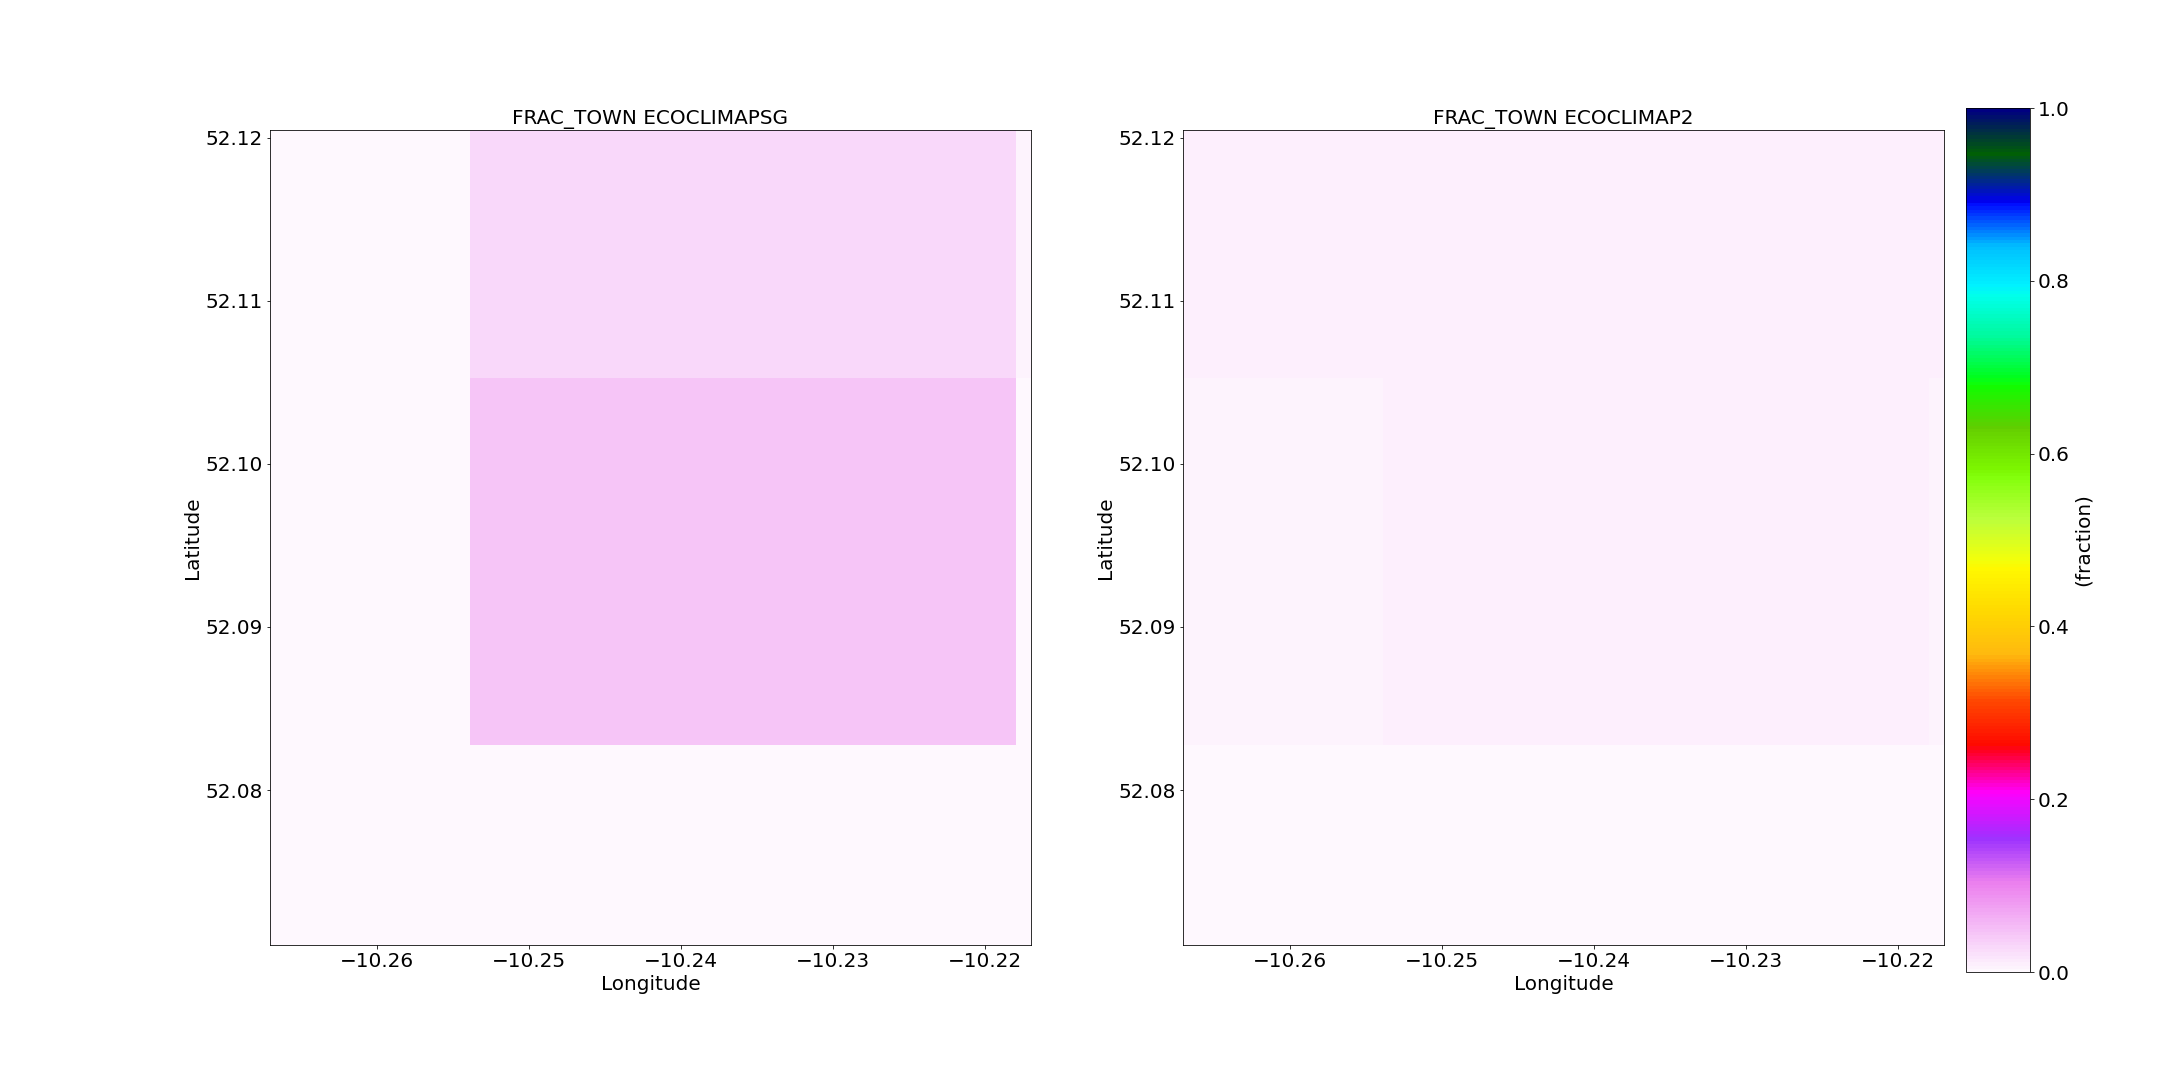 FRAC_TOWN ECOCLIMAPSG
52.12
52.11
52.10
52.09
52.08
Latitude
−10.26 −10.25 −10.24 −10.23 −10.22
Longitude
FRAC_TOWN ECOCLIMAP2
52.12
52.11
52.10
52.09
52.08
Latitude
−10.26 −10.25 −10.24 −10.23 −10.22
Longitude
1.0
0.8
0.6
0.4
0.2
0.0
(fraction)